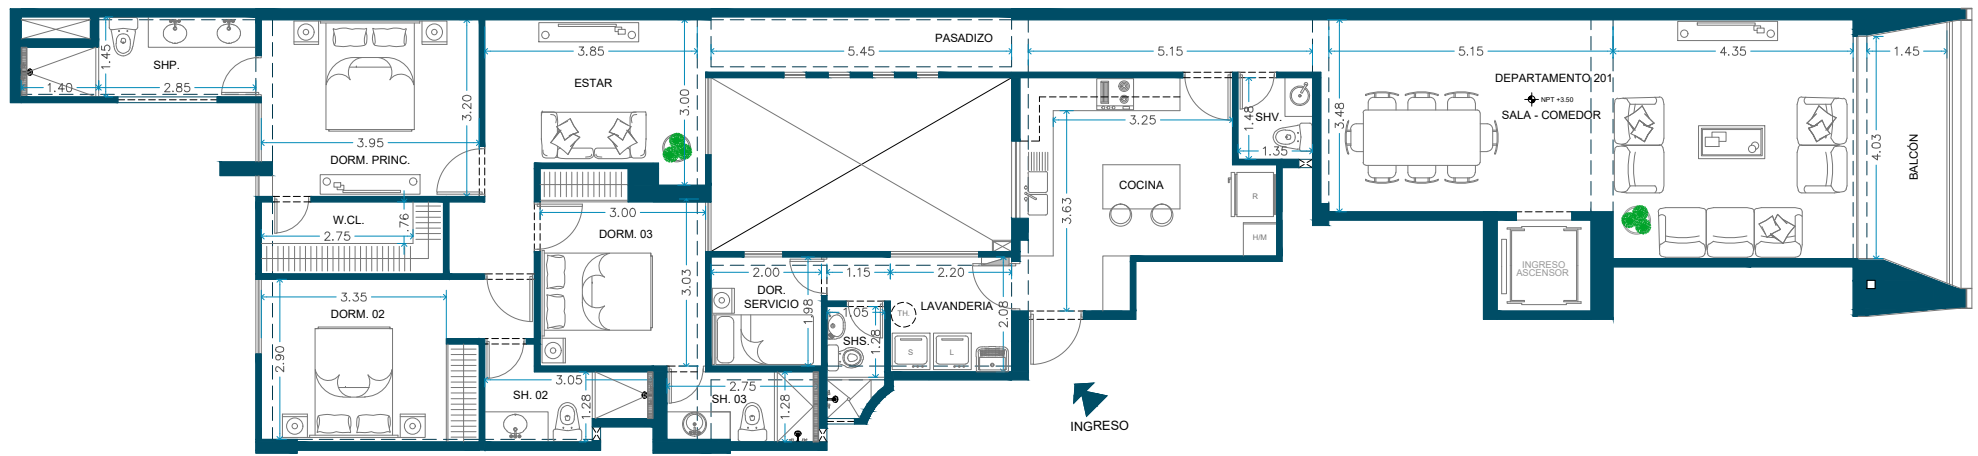 PASADIZO
5.45
5.15
5.15
4.35
1.45
3.85
1.45
SHP.
1.40
2.85
ESTAR
3.00
3.20
3.95
DORM. PRINC.
W.CL.
.76
2.75
3.00
DORM. 03
3.03
3.35
DORM. 02
2.90
3.05
SH. 02
1.28
2.75
SH. 03
1.28
2.00
DOR.
SERVICIO
1.98
1.15
2.20
LAVANDERIA
TH.
1.05
SHS.
1.28
2.08
S
L
3.25
COCINA
3.63
R
H/M
1.48
SHV.
1.35
DEPARTAMENTO 201
NPT +3.50
SALA - COMEDOR
3.48
INGRESO
ASCENSOR
4.03
BALCÓN
INGRESO